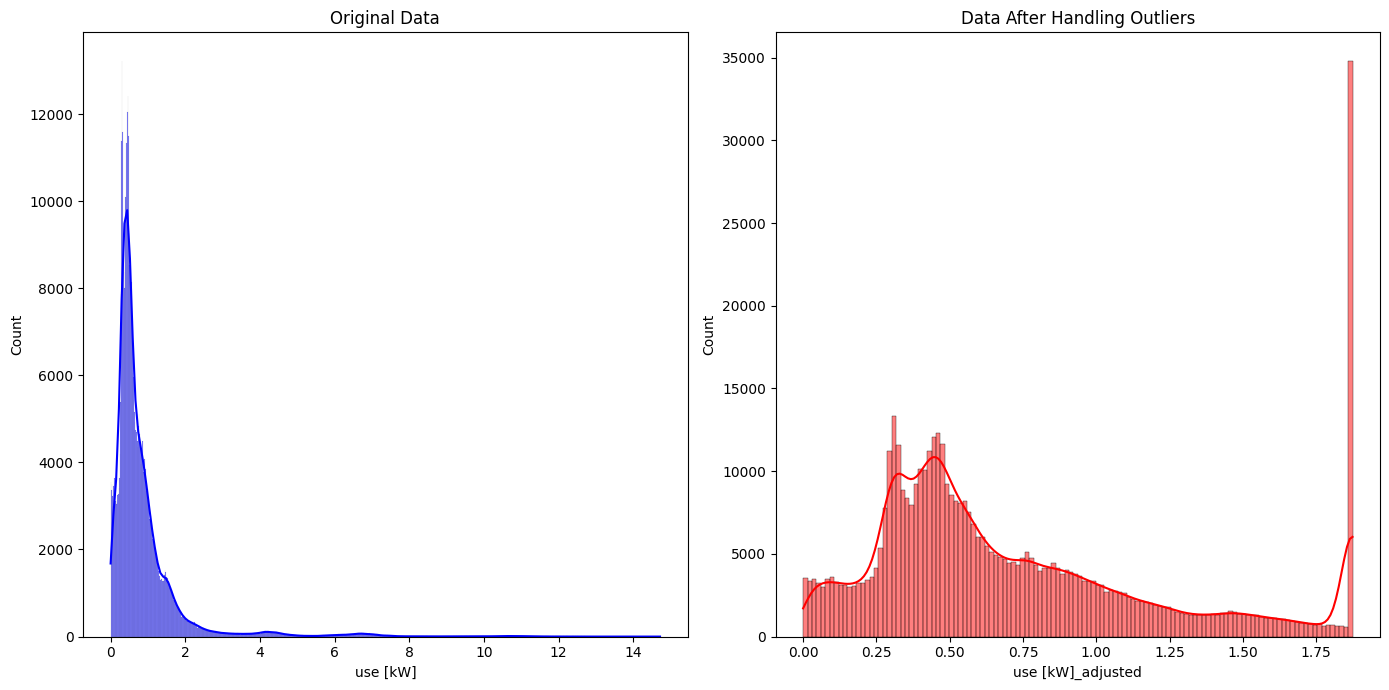 Original Data
Count
12000
10000
8000
6000
4000
2000
0
0 2 4 6 8 10 12 14
use [kW]
Data After Handling Outliers
Count
35000
30000
25000
20000
15000
10000
5000
0
0.00 0.25 0.50 0.75 1.00 1.25 1.50 1.75
use [kW]_adjusted